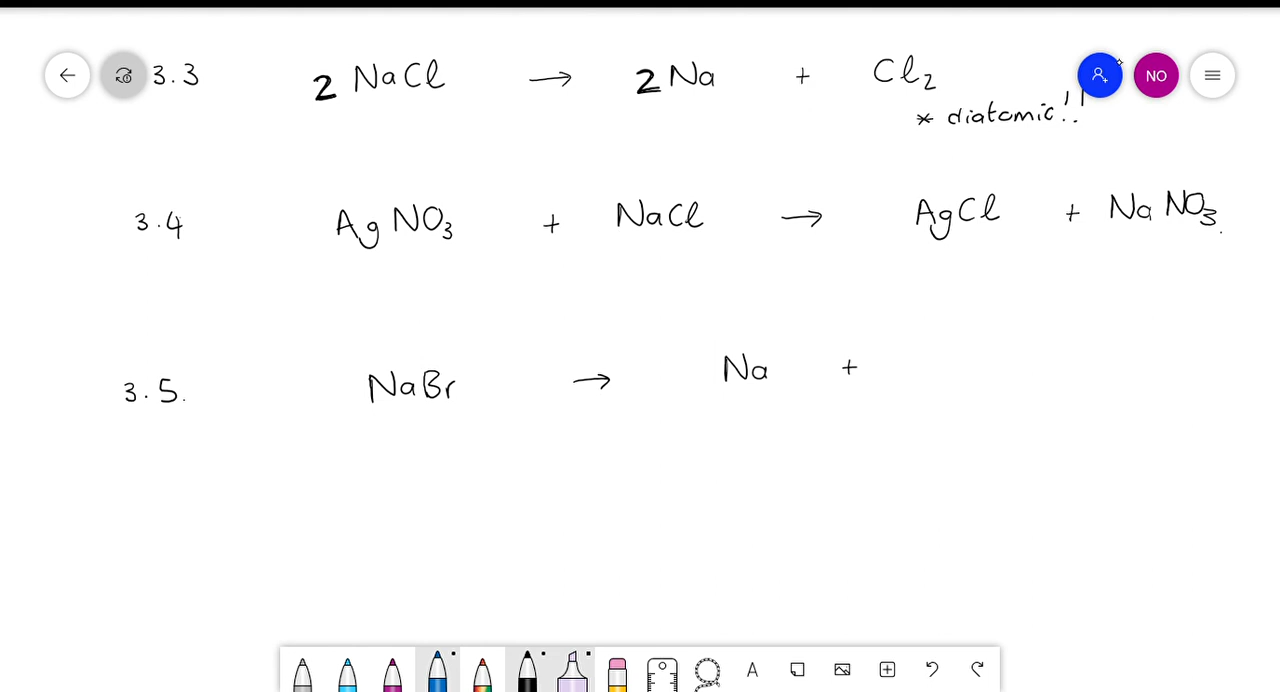 3.3 2 NaCl → 2 Na + Cl₂
NO
* diatomic!!
3.4 AgNO₃ + NaCl → AgCl + NaNO₃.
3.5. NaBr → Na +
A